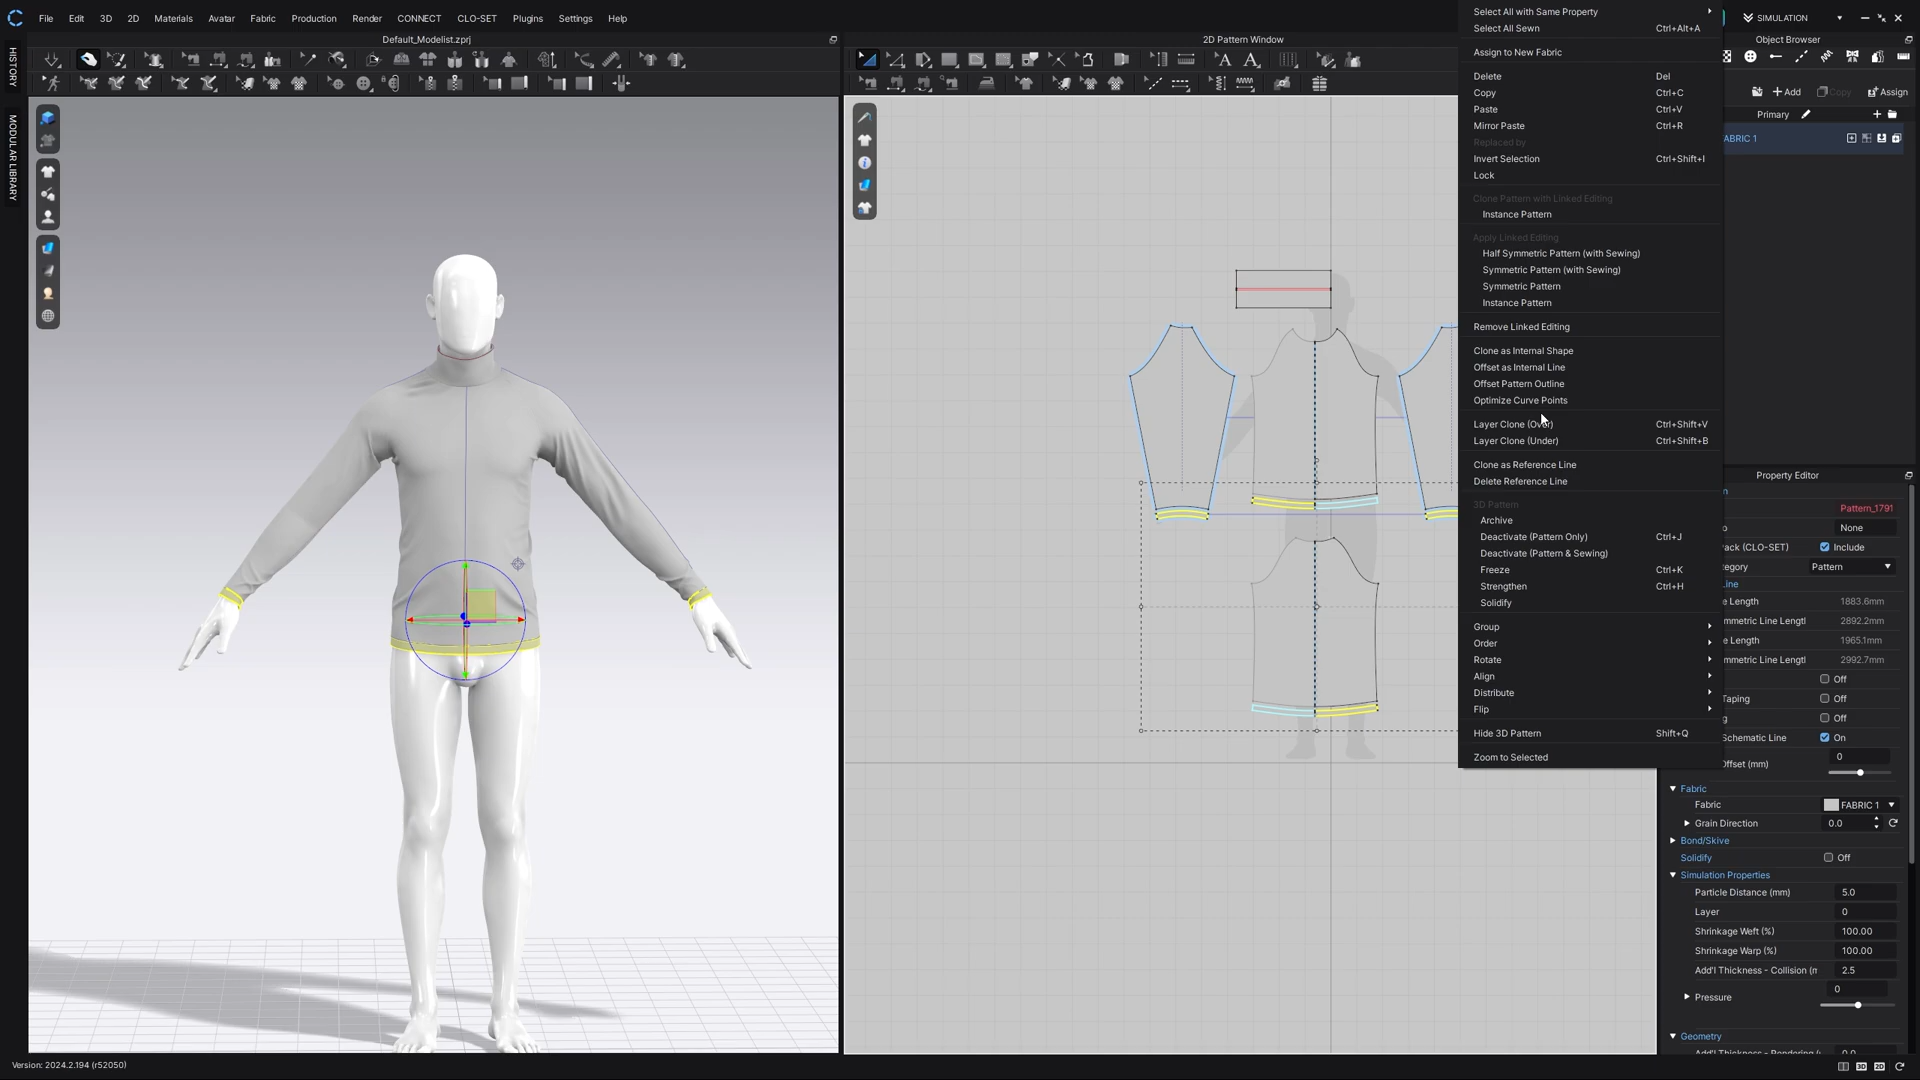 File Edit 3D 2D Materials Avatar Fabric Production Render CONNECT CLO-SET Plugins Settings Help
SIMULATION
Default_Modelist.zprj
2D Pattern Window
Object Browser
HISTORY
MODULAR LIBRARY
Select All with Same Property
Select All Sewn Ctrl+Alt+A
Assign to New Fabric
Delete Del
Copy Ctrl+C
Paste Ctrl+V
Mirror Paste Ctrl+R
Replaced by
Invert Selection Ctrl+Shift+I
Lock
Clone Pattern with Linked Editing
Instance Pattern
Apply Linked Editing
Half Symmetric Pattern (with Sewing)
Symmetric Pattern (with Sewing)
Symmetric Pattern
Instance Pattern
Remove Linked Editing
Clone as Internal Shape
Offset as Internal Line
Offset Pattern Outline
Optimize Curve Points
Layer Clone (Over) Ctrl+Shift+V
Layer Clone (Under) Ctrl+Shift+B
Clone as Reference Line
Delete Reference Line
3D Pattern
Archive
Deactivate (Pattern Only) Ctrl+J
Deactivate (Pattern & Sewing)
Freeze Ctrl+K
Strengthen Ctrl+H
Solidify
Group
Order
Rotate
Align
Distribute
Flip
Hide 3D Pattern Shift+Q
Zoom to Selected
Add Copy Assign
Primary
ABRIC 1
Property Editor
Pattern_1791
None
rack (CLO-SET) Include
egory Pattern
Line
e Length 1883.6mm
mmetric Line Lengtl 2892.2mm
e Length 1965.1mm
mmetric Line Lengtl 2992.7mm
Off
Taping Off
g Off
Schematic Line On
Offset (mm) 0
Fabric
Fabric FABRIC 1
Grain Direction 0.0
Bond/Skive
Solidify Off
Simulation Properties
Particle Distance (mm) 5.0
Layer 0
Shrinkage Weft (%) 100.00
Shrinkage Warp (%) 100.00
Add'l Thickness - Collision (m 2.5
Pressure 0
Geometry
Version: 2024.2.194 (r52050)
3D 2D